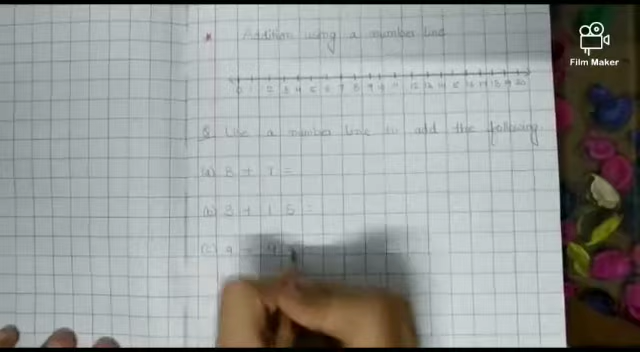 Film Maker
* Addition using a number line
0 1 2 3 4 5 6 7 8 9 10 11 12 13 14 15 16 17 18 19 20
Q. Use a number line to add the following
(a) 8 + 7 =
(b) 3 + 15 =
(c) 9 + 4